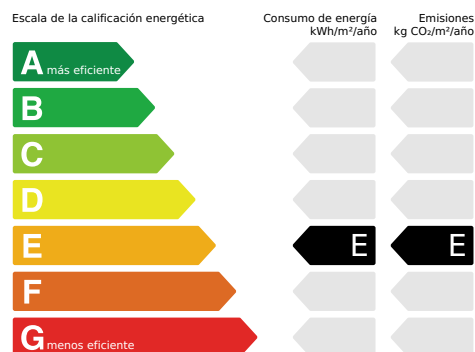 Escala de la calificación energética
Consumo de energía
kWh/m²/año
Emisiones
kg CO₂/m²/año
A más eficiente
B
C
D
E E E
F
G menos eficiente